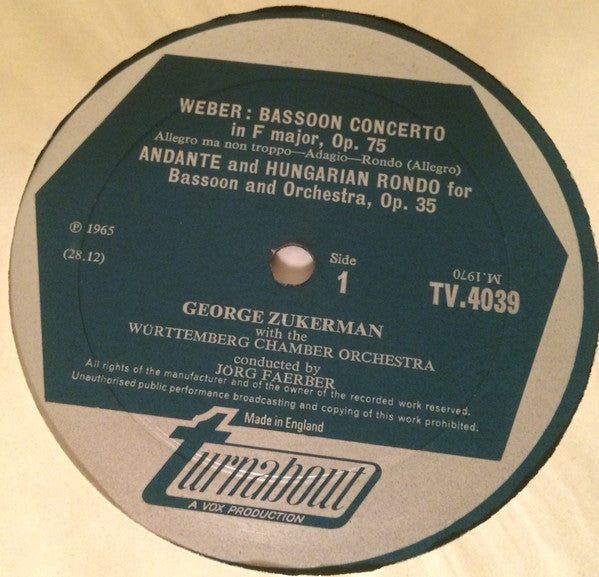 WEBER: BASSOON CONCERTO
in F major, Op. 75
Allegro ma non troppo—Adagio—Rondo (Allegro)
ANDANTE and HUNGARIAN RONDO for
Bassoon and Orchestra, Op. 35
℗ 1965
(28.12)
Side
1
M.1970
TV.4039
GEORGE ZUKERMAN
with the
WÜRTTEMBERG CHAMBER ORCHESTRA
conducted by
JÖRG FAERBER
All rights of the manufacturer and of the owner of the recorded work reserved.
Unauthorised public performance broadcasting and copying of this work prohibited.
Made in England
turnabout
A VOX PRODUCTION